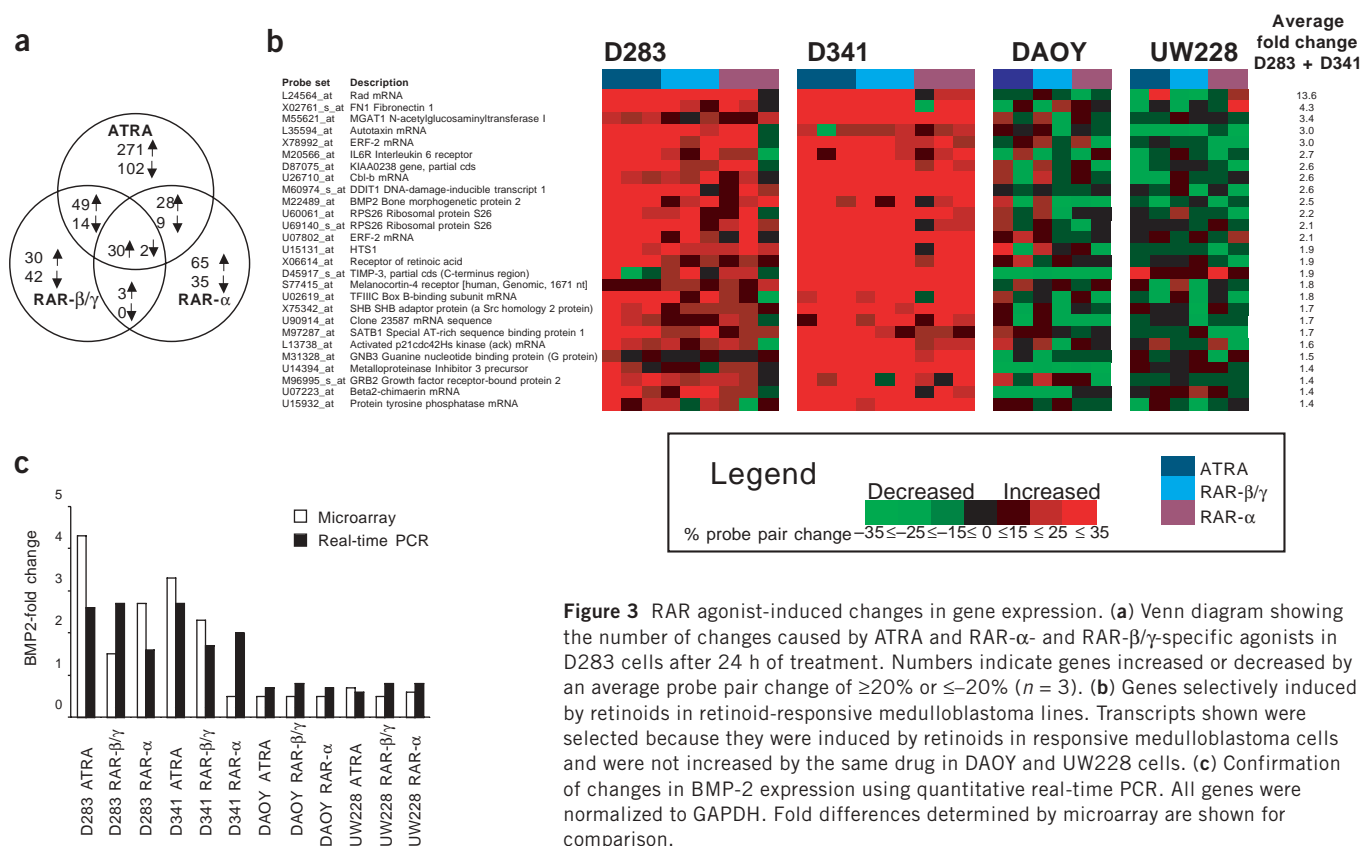 a
ATRA
271
102
49
14
28
9
30 2
30
42
RAR-β/γ
65
35
RAR-α
3
0
b
D283 D341 DAOY UW228
Average
fold change
D283 + D341
Probe set Description
L24564_at Rad mRNA 13.6
X02761_s_at FN1 Fibronectin 1 4.3
M55621_at MGAT1 N-acetylglucosaminyltransferase I 3.4
L35594_at Autotaxin mRNA 3.0
X78992_at ERF-2 mRNA 3.0
M20566_at IL6R Interleukin 6 receptor 2.7
D87075_at KIAA0238 gene, partial cds 2.6
U26710_at Cbl-b mRNA 2.6
M60974_s_at DDIT1 DNA-damage-inducible transcript 1 2.6
M22489_at BMP2 Bone morphogenetic protein 2 2.5
U60061_at RPS26 Ribosomal protein S26 2.2
U69140_s_at RPS26 Ribosomal protein S26 2.1
U07802_at ERF-2 mRNA 2.1
U15131_at HTS1 1.9
X06614_at Receptor of retinoic acid 1.9
D45917_s_at TIMP-3, partial cds (C-terminus region) 1.9
S77415_at Melanocortin-4 receptor [human, Genomic, 1671 nt] 1.8
U02619_at TFIIIC Box B-binding subunit mRNA 1.8
X75342_at SHB SHB adaptor protein (a Src homology 2 protein) 1.7
U90914_at Clone 23587 mRNA sequence 1.7
M97287_at SATB1 Special AT-rich sequence binding protein 1 1.7
L13738_at Activated p21cdc42Hs kinase (ack) mRNA 1.6
M31328_at GNB3 Guanine nucleotide binding protein (G protein) 1.5
U14394_at Metalloproteinase Inhibitor 3 precursor 1.4
M96995_s_at GRB2 Growth factor receptor-bound protein 2 1.4
U07223_at Beta2-chimaerin mRNA 1.4
U15932_at Protein tyrosine phosphatase mRNA 1.4
Legend
Decreased Increased
% probe pair change −35≤−25≤−15≤ 0 ≤15 ≤ 25 ≤ 35
ATRA
RAR-β/γ
RAR-α
c
BMP2-fold change
5
4
3
2
1
0
Microarray
Real-time PCR
D283 ATRA
D283 RAR-β/γ
D283 RAR-α
D341 ATRA
D341 RAR-β/γ
D341 RAR-α
DAOY ATRA
DAOY RAR-β/γ
DAOY RAR-α
UW228 ATRA
UW228 RAR-β/γ
UW228 RAR-α
Figure 3 RAR agonist-induced changes in gene expression. (a) Venn diagram showing
the number of changes caused by ATRA and RAR-α- and RAR-β/γ-specific agonists in
D283 cells after 24 h of treatment. Numbers indicate genes increased or decreased by
an average probe pair change of ≥20% or ≤–20% (n = 3). (b) Genes selectively induced
by retinoids in retinoid-responsive medulloblastoma lines. Transcripts shown were
selected because they were induced by retinoids in responsive medulloblastoma cells
and were not increased by the same drug in DAOY and UW228 cells. (c) Confirmation
of changes in BMP-2 expression using quantitative real-time PCR. All genes were
normalized to GAPDH. Fold differences determined by microarray are shown for
comparison.